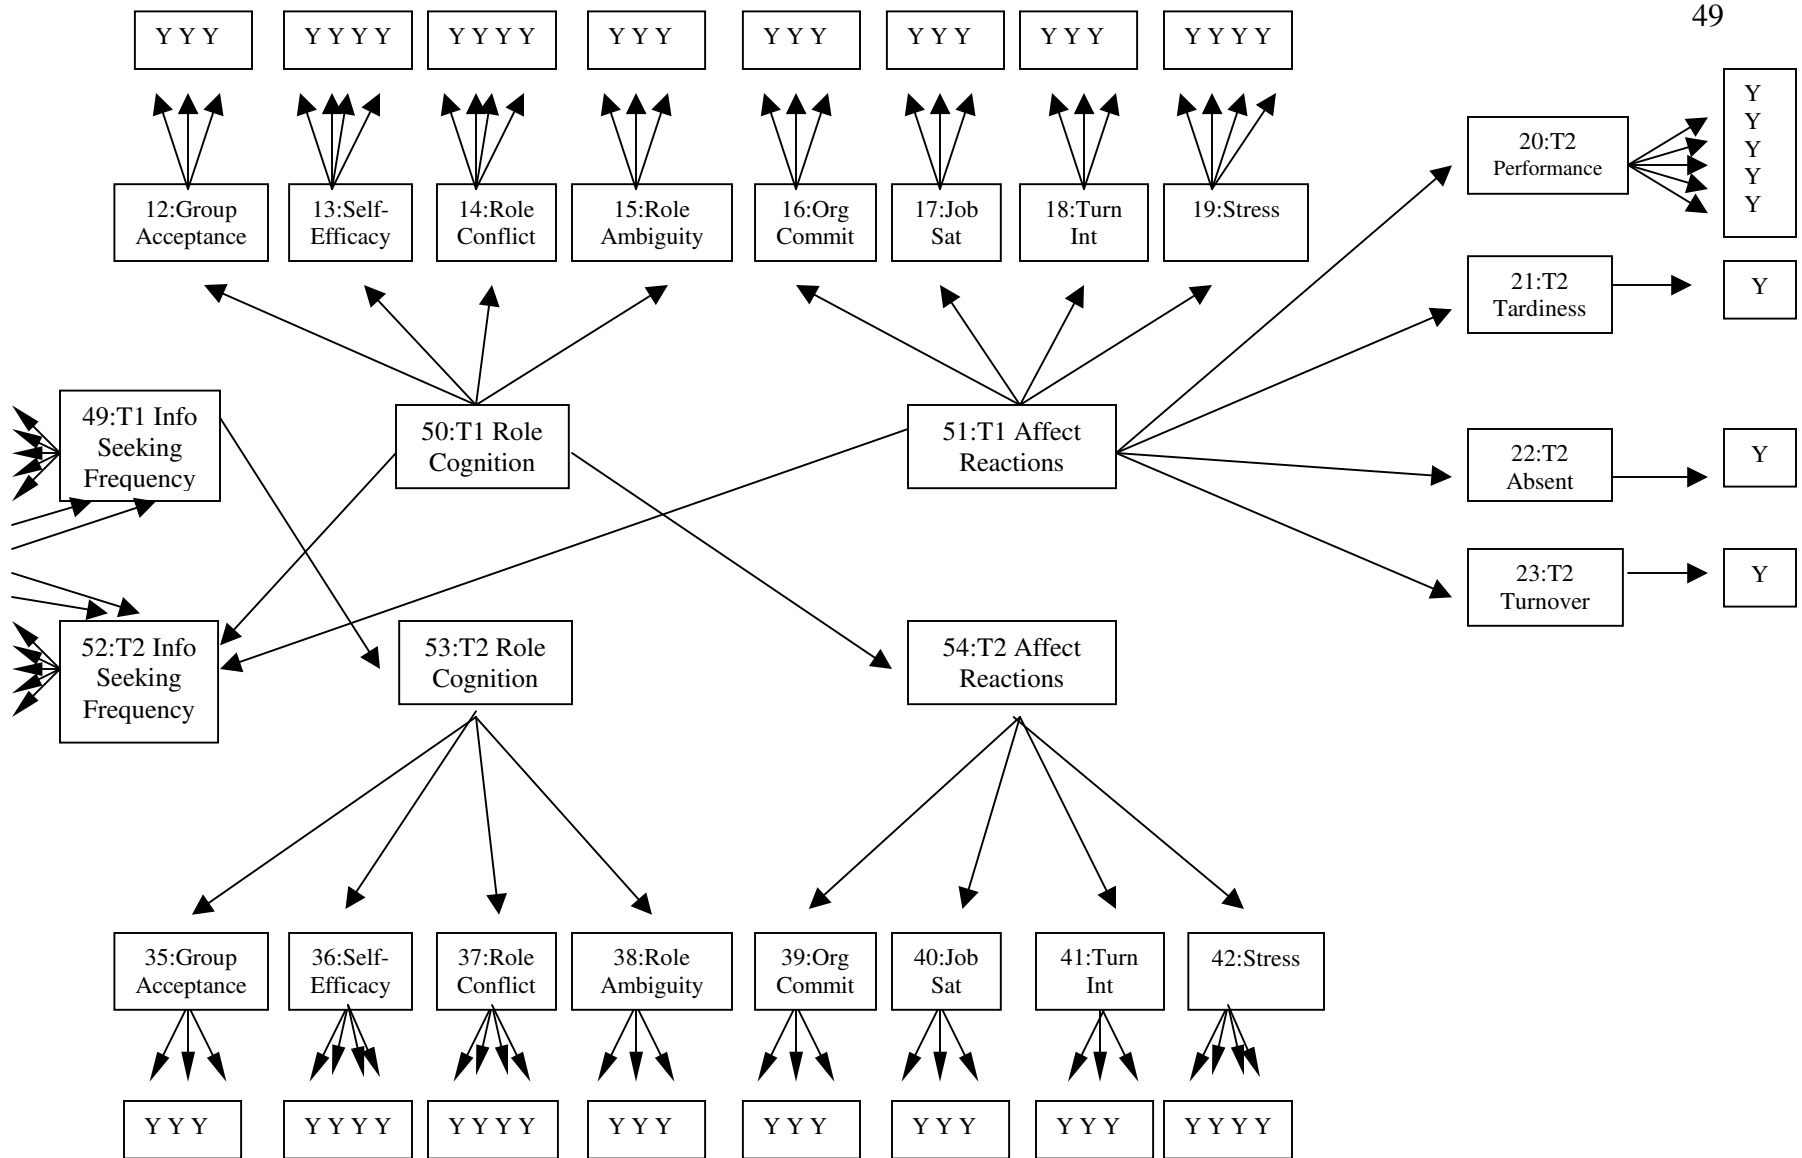 49
Y Y Y
Y Y Y Y
Y Y Y Y
Y Y Y
Y Y Y
Y Y Y
Y Y Y
Y Y Y Y
12:Group
Acceptance
13:Self-
Efficacy
14:Role
Conflict
15:Role
Ambiguity
16:Org
Commit
17:Job
Sat
18:Turn
Int
19:Stress
20:T2
Performance
Y
Y
Y
Y
Y
21:T2
Tardiness
Y
49:T1 Info
Seeking
Frequency
50:T1 Role
Cognition
51:T1 Affect
Reactions
22:T2
Absent
Y
23:T2
Turnover
Y
52:T2 Info
Seeking
Frequency
53:T2 Role
Cognition
54:T2 Affect
Reactions
35:Group
Acceptance
36:Self-
Efficacy
37:Role
Conflict
38:Role
Ambiguity
39:Org
Commit
40:Job
Sat
41:Turn
Int
42:Stress
Y Y Y
Y Y Y Y
Y Y Y Y
Y Y Y
Y Y Y
Y Y Y
Y Y Y
Y Y Y Y